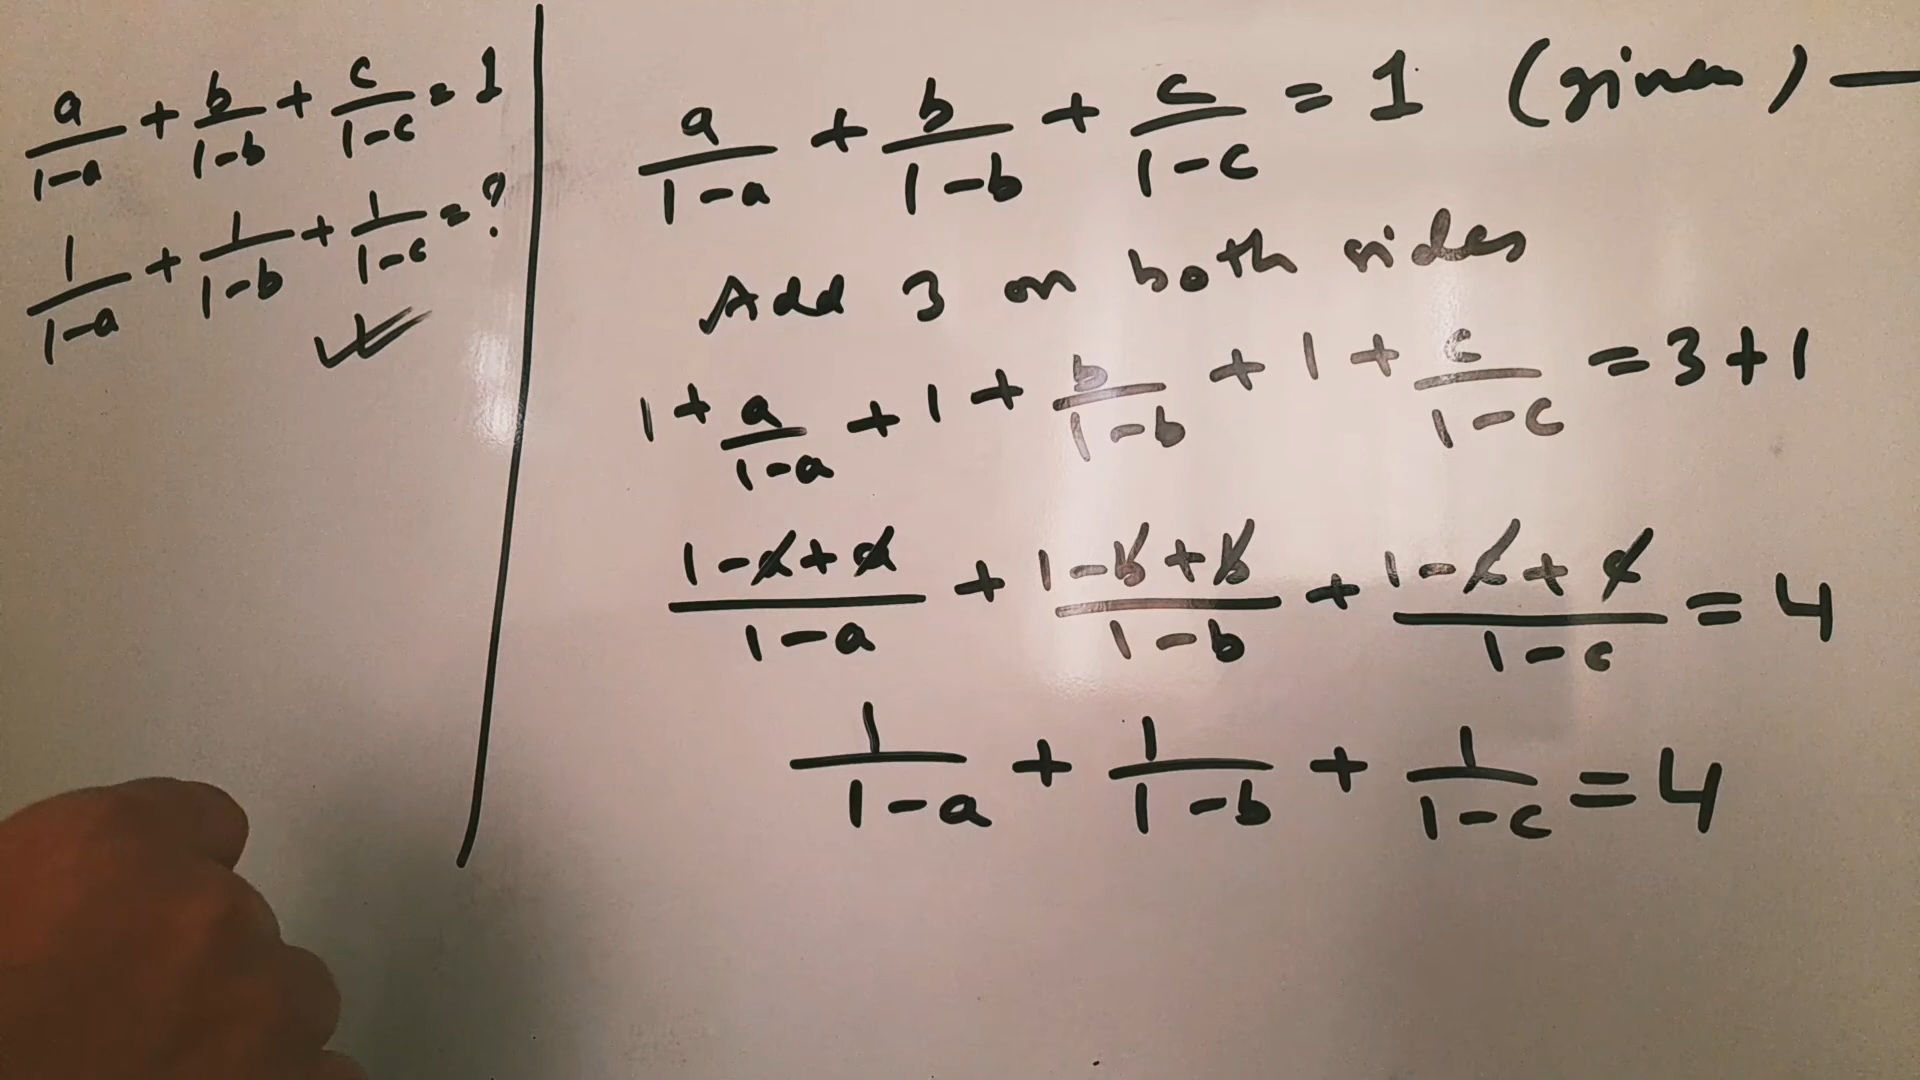 a/(1-a) + b/(1-b) + c/(1-c) = 1
1/(1-a) + 1/(1-b) + 1/(1-c) = ?
a/(1-a) + b/(1-b) + c/(1-c) = 1 (given) —
Add 3 on both sides
1 + a/(1-a) + 1 + b/(1-b) + 1 + c/(1-c) = 3 + 1
(1-a+a)/(1-a) + (1-b+b)/(1-b) + (1-c+c)/(1-c) = 4
1/(1-a) + 1/(1-b) + 1/(1-c) = 4